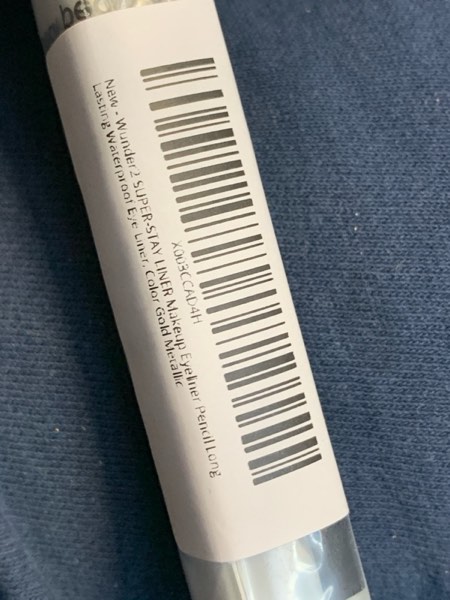 X003CCAD4H
New - Wunder2 SUPER-STAY LINER Makeup Eyeliner Pencil Long
Lasting Waterproof Eye Liner, Color Gold Metallic